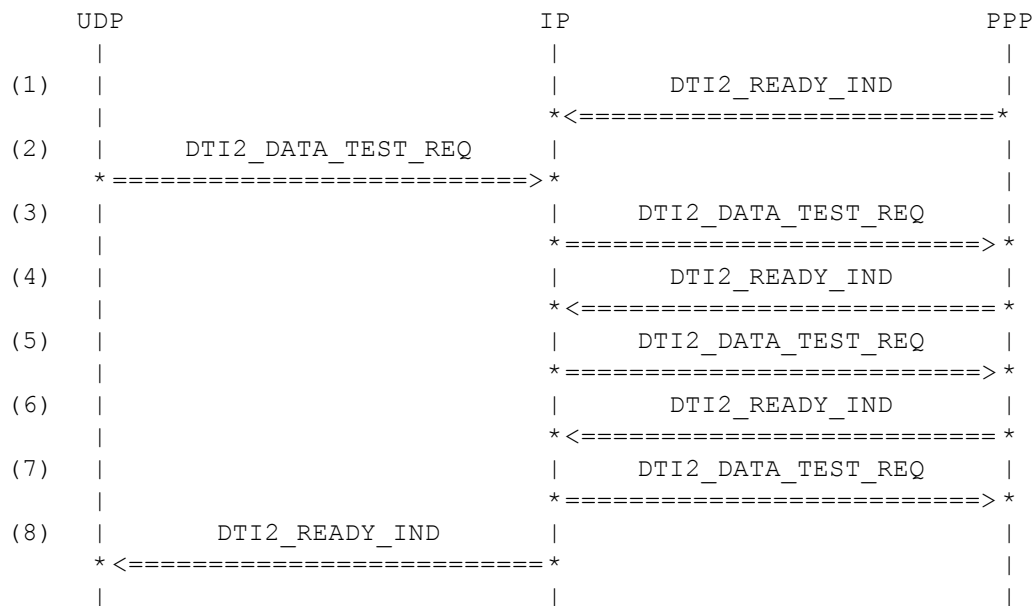 UDP IP PPP
| | |
(1) | | DTI2_READY_IND |
| *<==========================*
(2) | DTI2_DATA_TEST_REQ | |
*==========================>* |
(3) | | DTI2_DATA_TEST_REQ |
| *==========================>*
(4) | | DTI2_READY_IND |
| *<==========================*
(5) | | DTI2_DATA_TEST_REQ |
| *==========================>*
(6) | | DTI2_READY_IND |
| *<==========================*
(7) | | DTI2_DATA_TEST_REQ |
| *==========================>*
(8) | DTI2_READY_IND | |
*<==========================* |
| | |